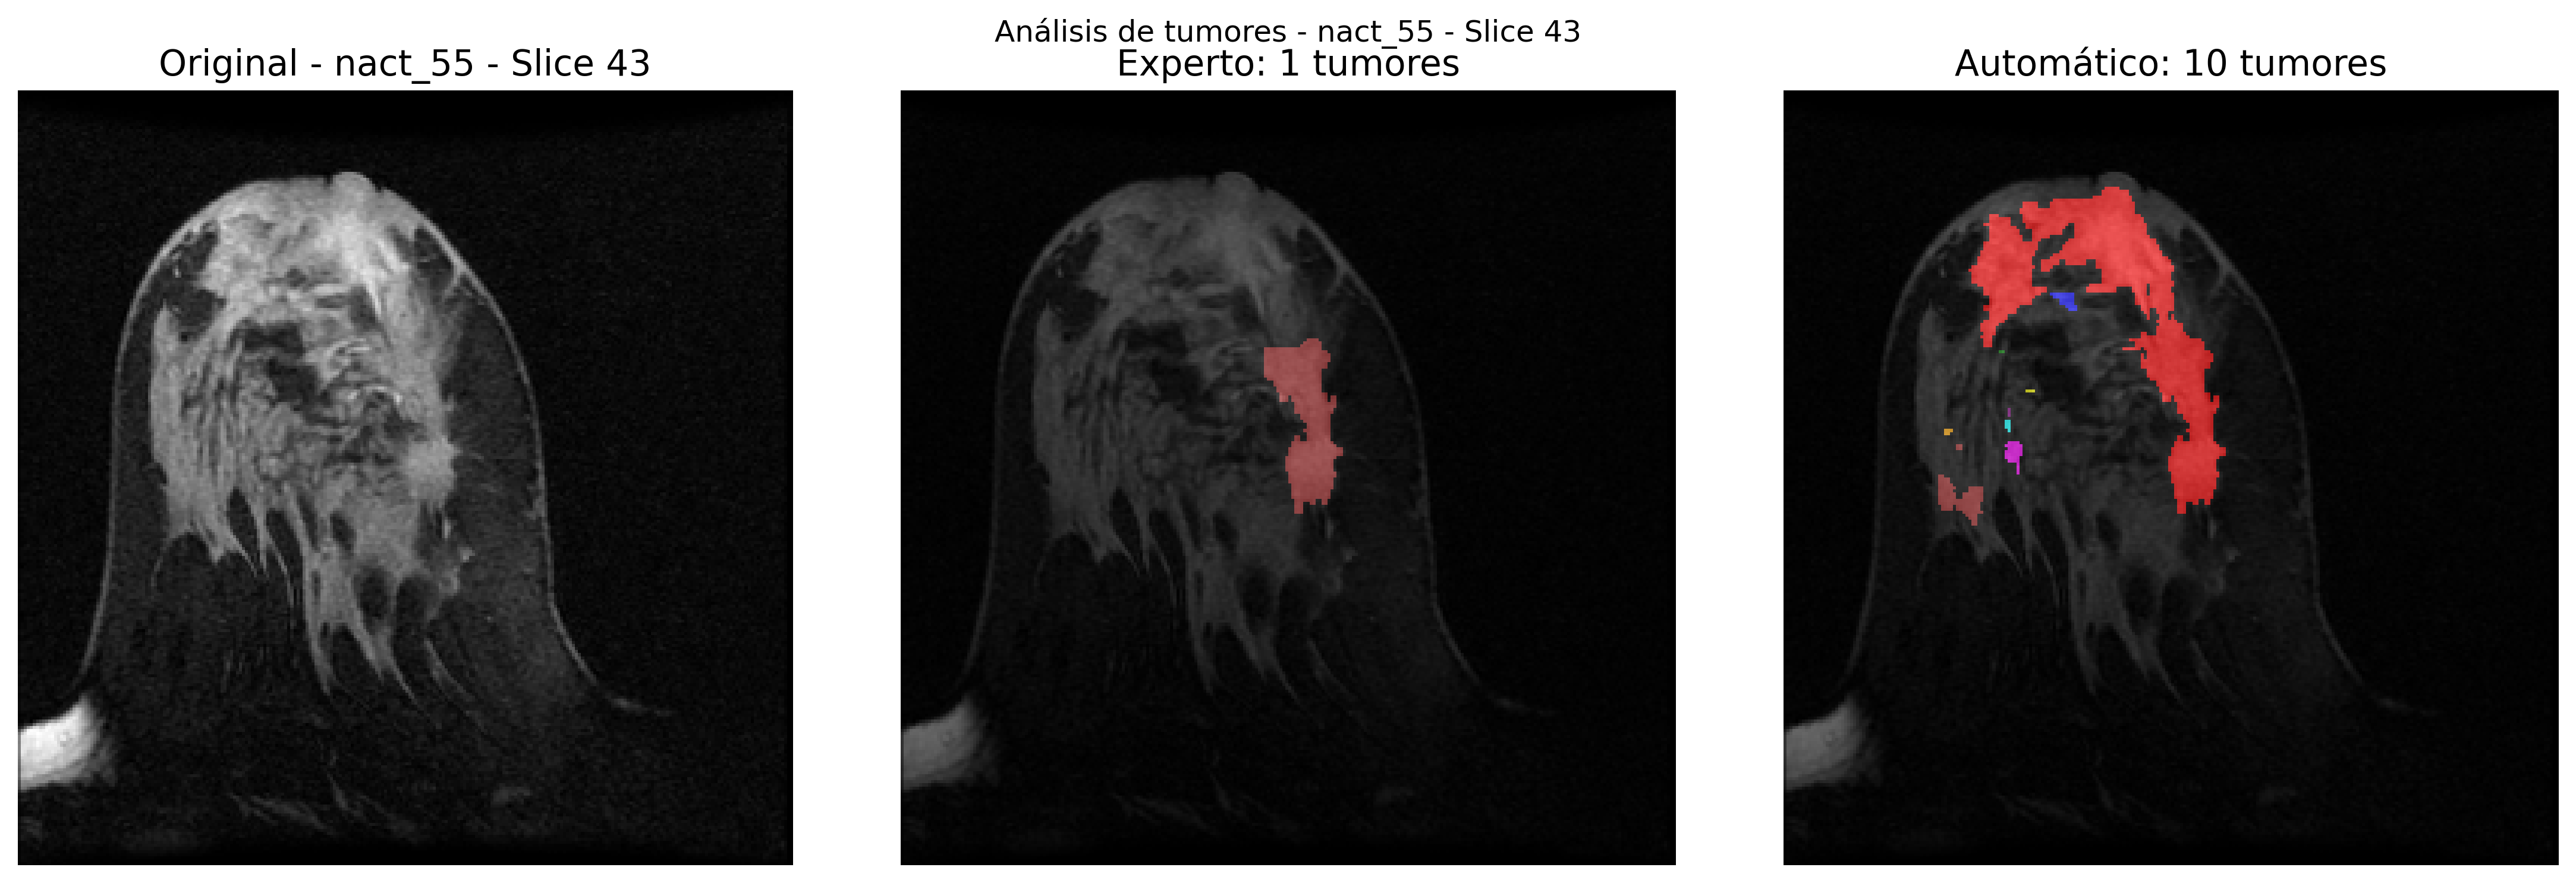 Análisis de tumores - nact_55 - Slice 43
Original - nact_55 - Slice 43
Experto: 1 tumores
Automático: 10 tumores